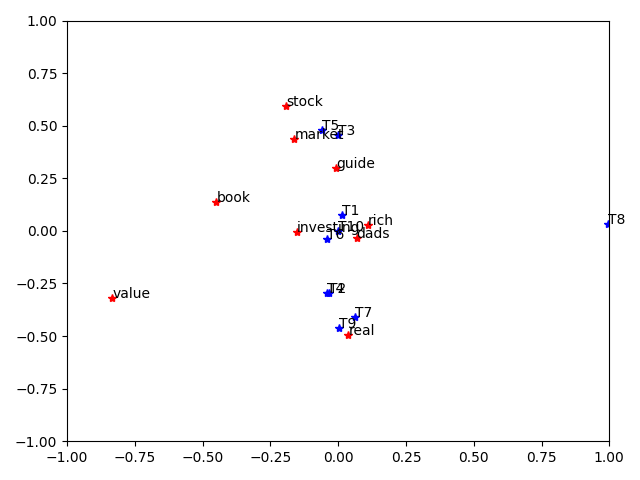 1.00
0.75
0.50
0.25
0.00
−0.25
−0.50
−0.75
−1.00
stock
T5
T3
market
guide
book
T1
rich
investing
T10
dads
T6
T8
value
T4
T2
T7
T9
real
−1.00 −0.75 −0.50 −0.25 0.00 0.25 0.50 0.75 1.00